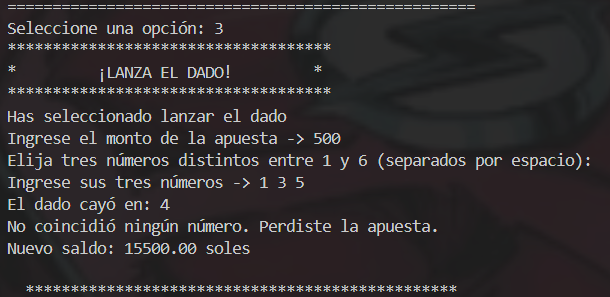 ====================================================
Seleccione una opción: 3
************************************
*         ¡LANZA EL DADO!         *
************************************
Has seleccionado lanzar el dado
Ingrese el monto de la apuesta -> 500
Elija tres números distintos entre 1 y 6 (separados por espacio):
Ingrese sus tres números -> 1 3 5
El dado cayó en: 4
No coincidió ningún número. Perdiste la apuesta.
Nuevo saldo: 15500.00 soles
************************************************